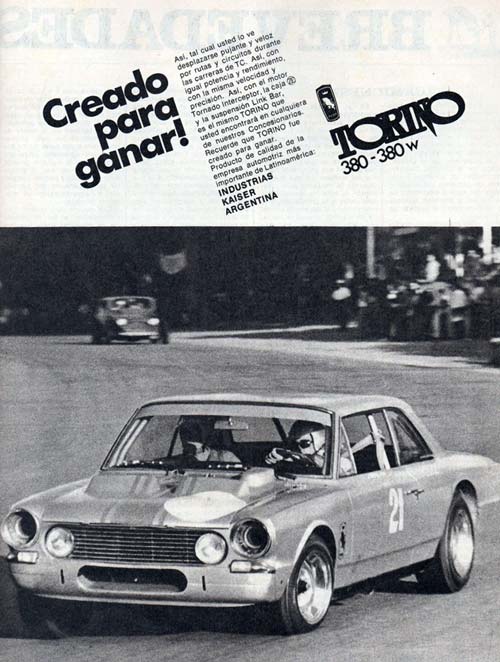 Creado
para
ganar!
Así, tal cual usted lo ve
desplazarse pujante y veloz
por rutas y circuitos durante
las carreras de TC. Así, con
igual potencia y rendimiento,
con la misma velocidad y
precisión. Así, con el motor
Tornado Interceptor, la caja ZF
y la suspensión Link Bar,
es el mismo TORINO que
usted encontrará en cualquiera
de nuestros Concesionarios.
Recuerde que TORINO fue
creado para ganar.
Producto de calidad de la
empresa automotriz más
importante de Latinoamérica:
INDUSTRIAS
KAISER
ARGENTINA
TORINO
380-380 w
21